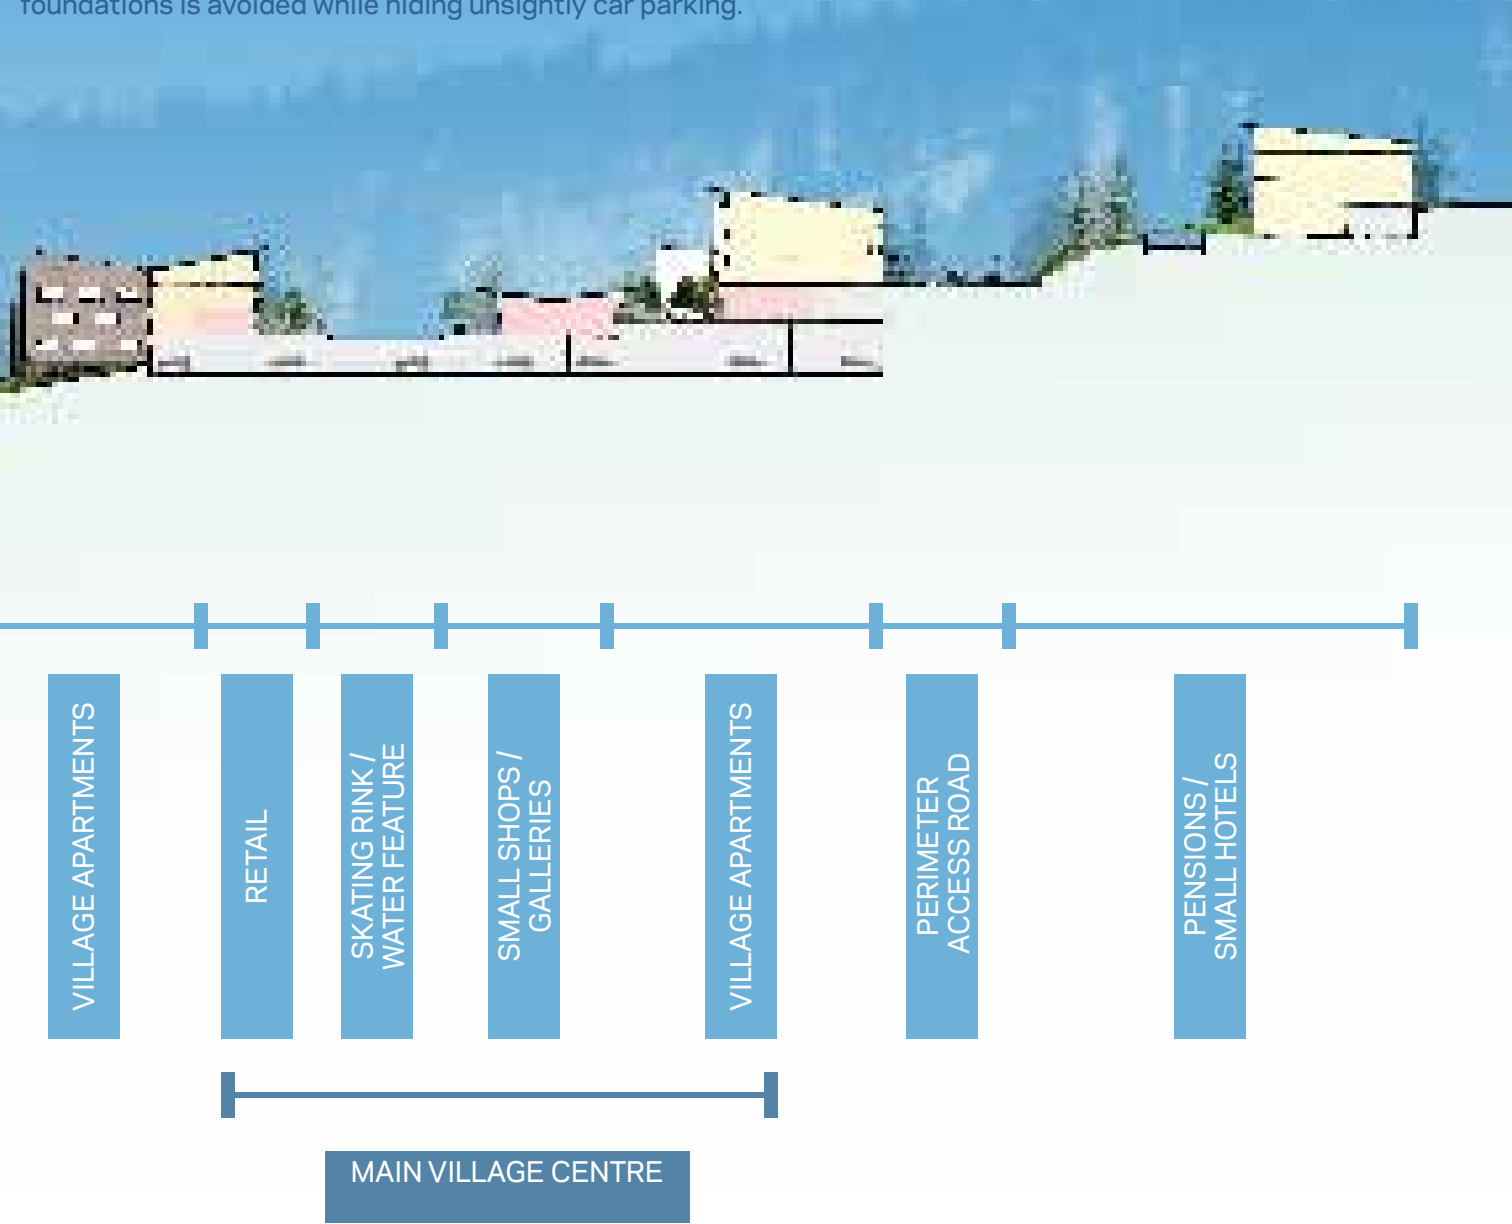 foundations is avoided while hiding unsightly car parking.
VILLAGE APARTMENTS
RETAIL
SKATING RINK /
WATER FEATURE
SMALL SHOPS /
GALLERIES
VILLAGE APARTMENTS
PERIMETER
ACCESS ROAD
PENSIONS /
SMALL HOTELS
MAIN VILLAGE CENTRE